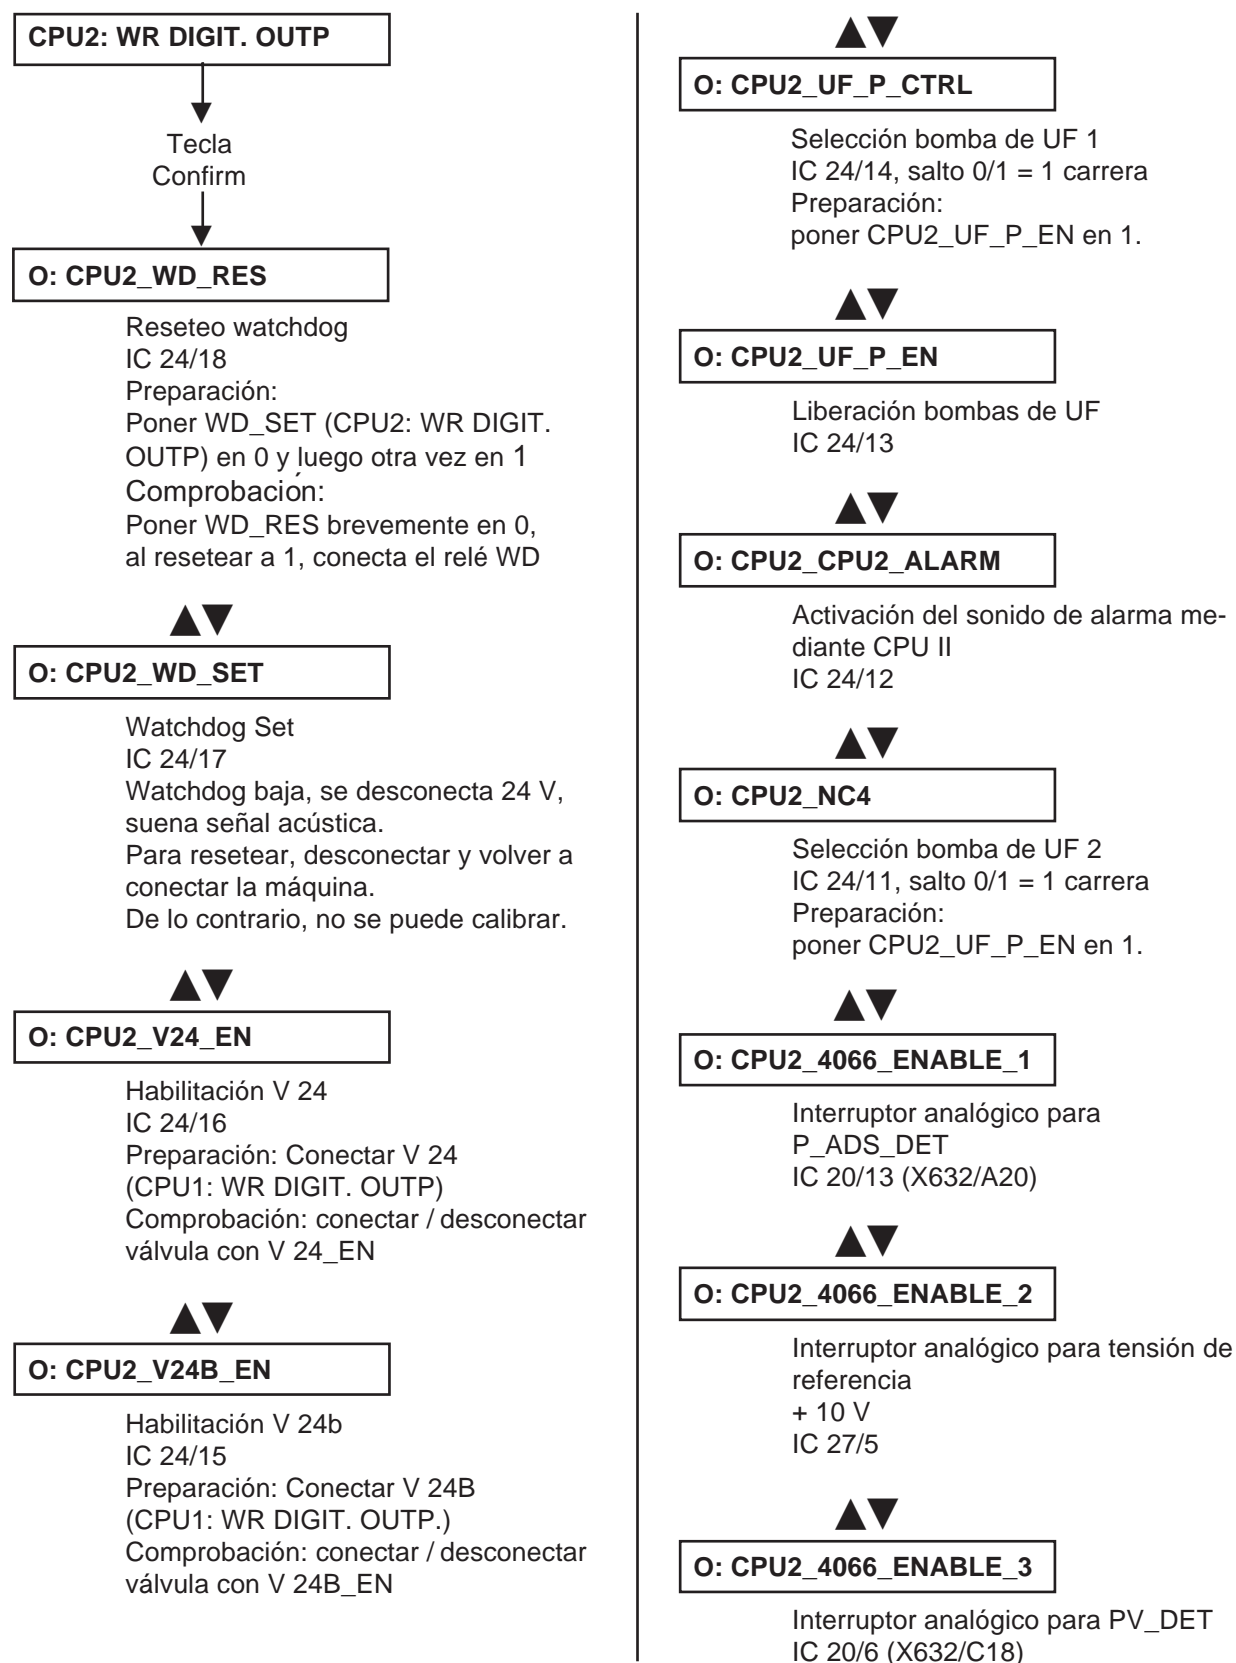 CPU2: WR DIGIT. OUTP
Tecla
Confirm
O: CPU2_WD_RES
Reseteo watchdog
IC 24/18
Preparación:
Poner WD_SET (CPU2: WR DIGIT.
OUTP) en 0 y luego otra vez en 1
Comprobación:
Poner WD_RES brevemente en 0,
al resetear a 1, conecta el relé WD
▲▼
O: CPU2_WD_SET
Watchdog Set
IC 24/17
Watchdog baja, se desconecta 24 V,
suena señal acústica.
Para resetear, desconectar y volver a
conectar la máquina.
De lo contrario, no se puede calibrar.
▲▼
O: CPU2_V24_EN
Habilitación V 24
IC 24/16
Preparación: Conectar V 24
(CPU1: WR DIGIT. OUTP)
Comprobación: conectar / desconectar
válvula con V 24_EN
▲▼
O: CPU2_V24B_EN
Habilitación V 24b
IC 24/15
Preparación: Conectar V 24B
(CPU1: WR DIGIT. OUTP.)
Comprobación: conectar / desconectar
válvula con V 24B_EN
▲▼
O: CPU2_UF_P_CTRL
Selección bomba de UF 1
IC 24/14, salto 0/1 = 1 carrera
Preparación:
poner CPU2_UF_P_EN en 1.
▲▼
O: CPU2_UF_P_EN
Liberación bombas de UF
IC 24/13
▲▼
O: CPU2_CPU2_ALARM
Activación del sonido de alarma me-
diante CPU II
IC 24/12
▲▼
O: CPU2_NC4
Selección bomba de UF 2
IC 24/11, salto 0/1 = 1 carrera
Preparación:
poner CPU2_UF_P_EN en 1.
▲▼
O: CPU2_4066_ENABLE_1
Interruptor analógico para
P_ADS_DET
IC 20/13 (X632/A20)
▲▼
O: CPU2_4066_ENABLE_2
Interruptor analógico para tensión de
referencia
+ 10 V
IC 27/5
▲▼
O: CPU2_4066_ENABLE_3
Interruptor analógico para PV_DET
IC 20/6 (X632/C18)